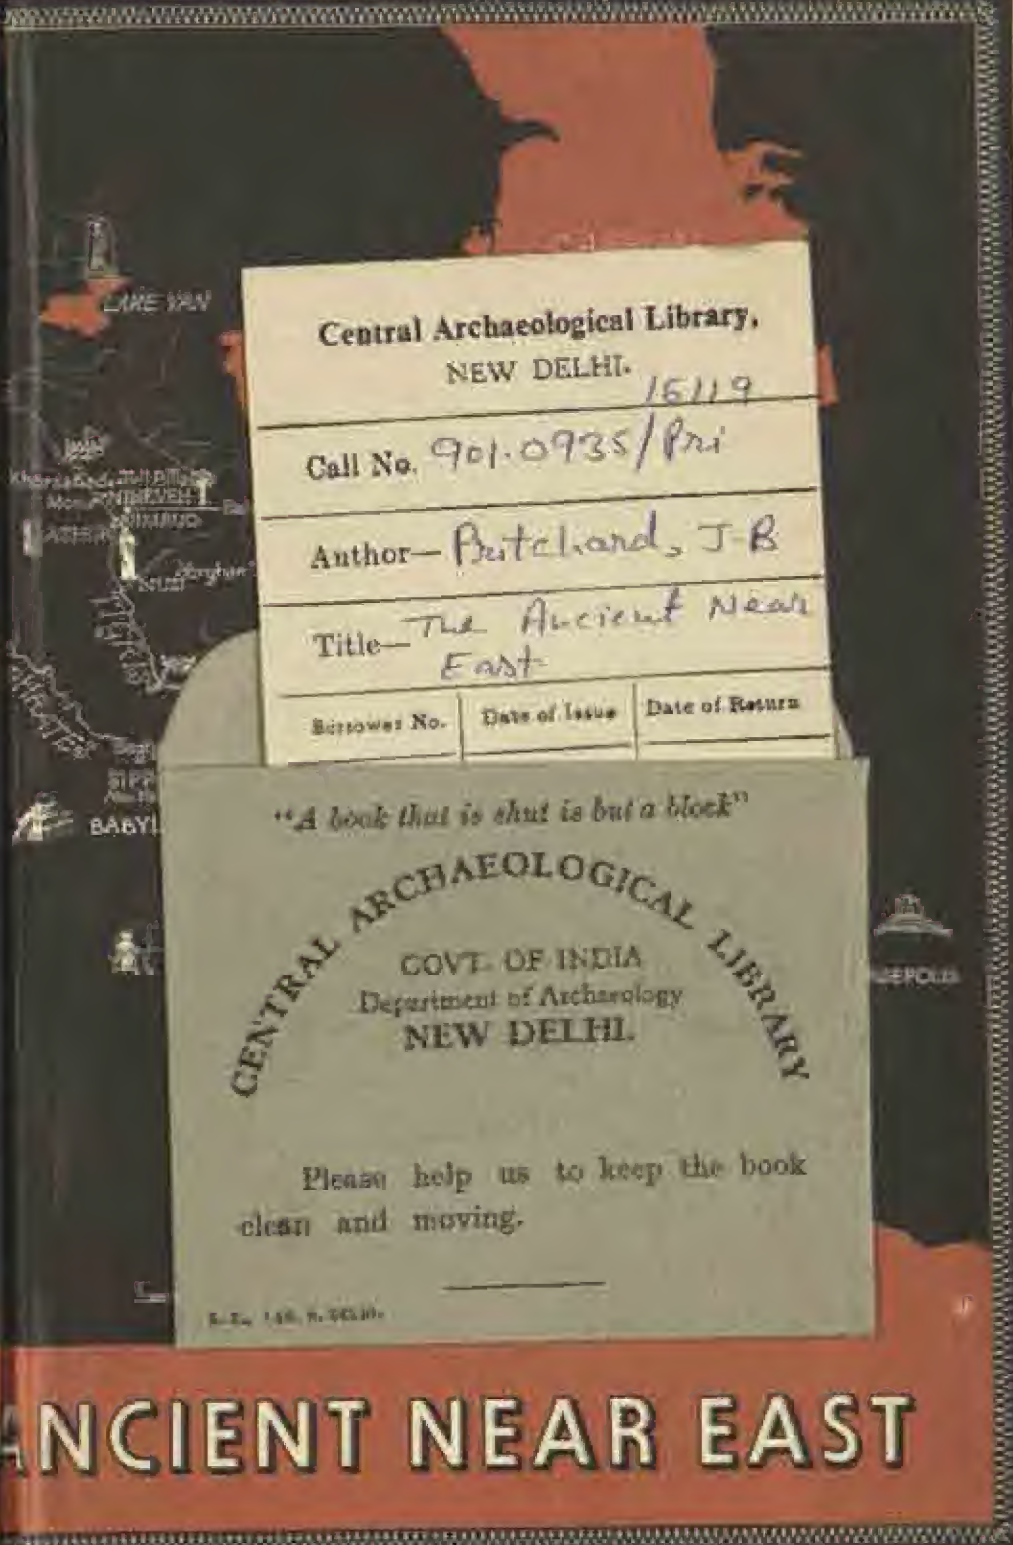 LAKE VAN
Central Archaeological Library,
NEW DELHI.
16119
Call No. 901.0935/Pri
Author— Pritchard, J-B
Title— The Ancient Near
East
Borrower No. Date of Issue Date of Return
NINEVEH
NIMRUD
NUZI
BABYL
"A book that is shut is but a block"
CENTRAL ARCHAEOLOGICAL LIBRARY
GOVT. OF INDIA
Department of Archaeology
NEW DELHI.
Please help us to keep the book
clean and moving.
SEPOLIS
ANCIENT NEAR EAST